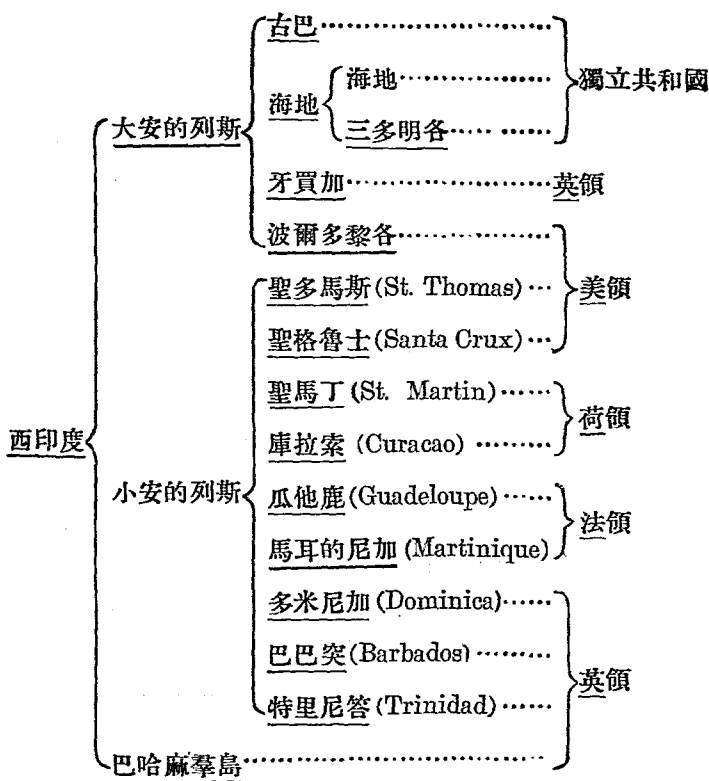 古巴
海地
獨立共和國
海地
大安的列斯
三多明各
牙買加 英領
波爾多黎各
聖多馬斯 (St. Thomas)
美領
聖格魯士 (Santa Crux)
聖馬丁 (St. Martin)
荷領
西印度
庫拉索 (Curacao)
小安的列斯
瓜他鹿 (Guadeloupe)
法領
馬耳的尼加 (Martinique)
多米尼加 (Dominica)
巴巴突 (Barbados)
英領
特里尼答 (Trinidad)
巴哈麻羣島